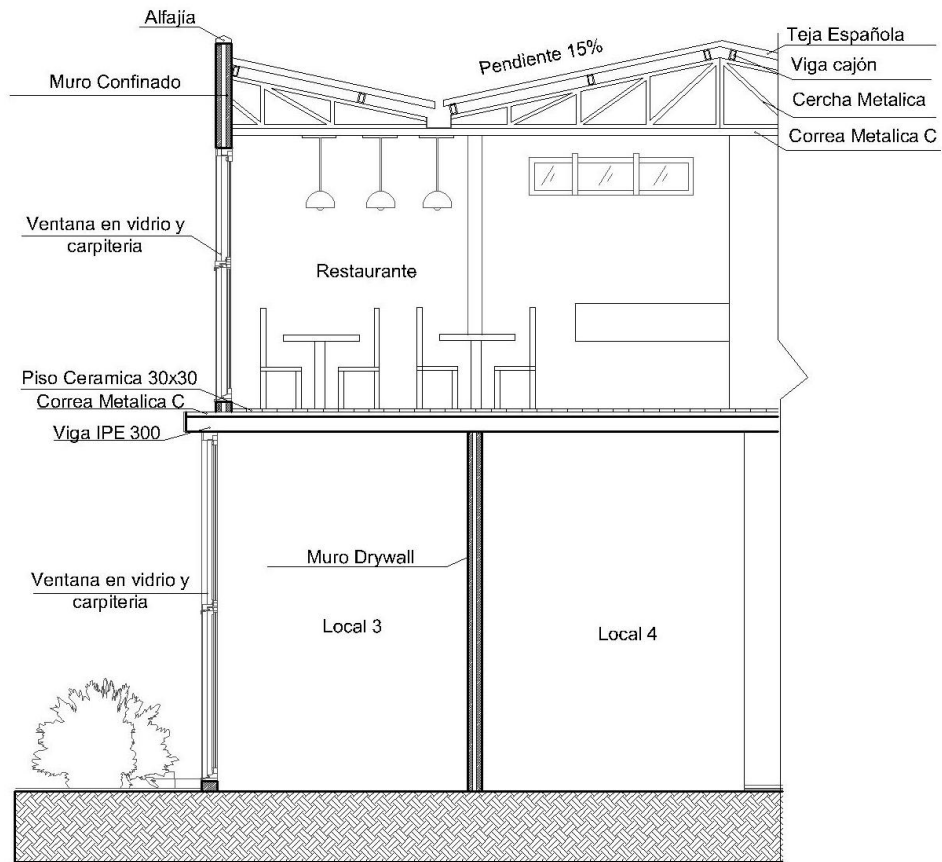 Alfajía
Pendiente 15%
Teja Española
Viga cajón
Muro Confinado
Cercha Metalica
Correa Metalica C
Ventana en vidrio y
carpiteria
Restaurante
Piso Ceramica 30x30
Correa Metalica C
Viga IPE 300
Muro Drywall
Ventana en vidrio y
carpiteria
Local 3
Local 4